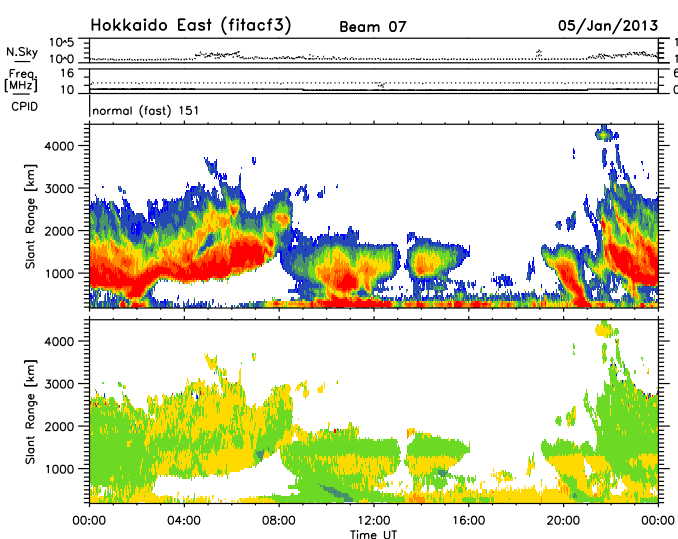 Hokkaido East (fitacf3) Beam 07 05/Jan/2013
N.Sky 10^5 10^0 1 1
Freq. [MHz] 16 10 6 0
CPID normal (fast) 151
Slant Range [km] 4000 3000 2000 1000
Slant Range [km] 4000 3000 2000 1000
00:00 04:00 08:00 12:00 16:00 20:00 00:00
Time UT